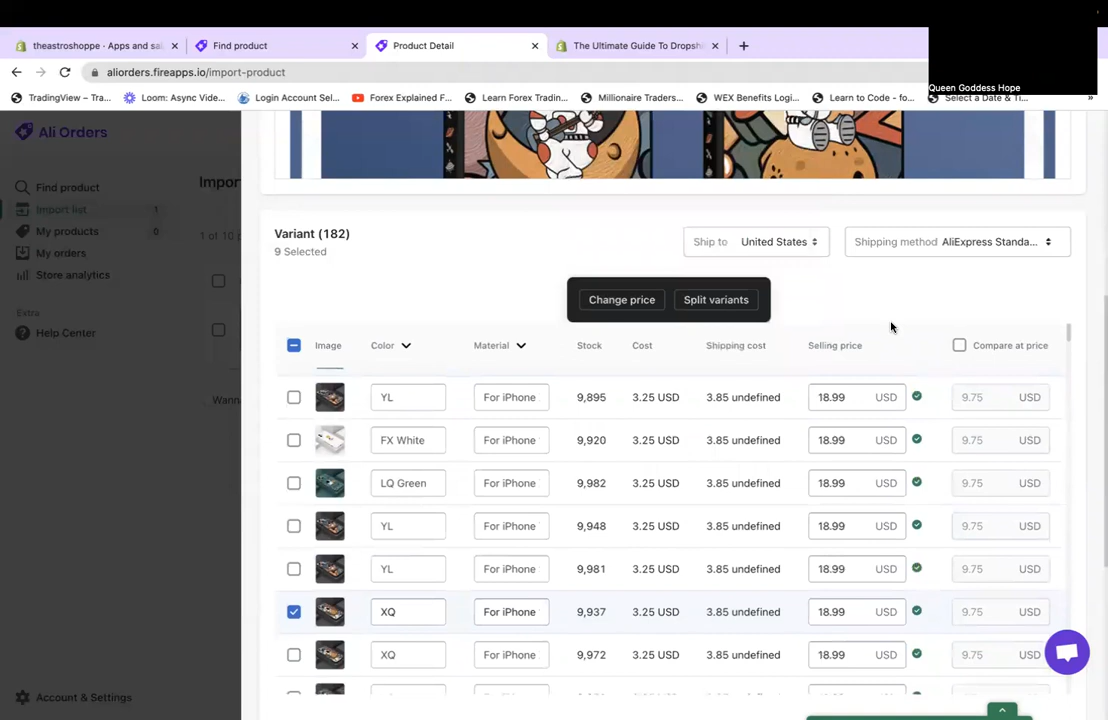 theastroshoppe · Apps and sa
Find product
Product Detail
The Ultimate Guide To Dropshi
Queen Goddess Hope
aliorders.fireapps.io/import-product
TradingView – Tra...
Loom: Async Vide...
Login Account Sel...
Forex Explained F...
Learn Forex Tradin...
Millionaire Traders...
WEX Benefits Logi...
Learn to Code - fo...
Select a Date & Ti...
»
Ali Orders
Find product
Import list 1
My products 0
My orders
Store analytics
Extra
Help Center
Account & Settings
Impor
1 of 10 p
Wann
Variant (182)
9 Selected
Ship to United States
Shipping method AliExpress Standa...
Change price
Split variants
Image Color Material Stock Cost Shipping cost Selling price Compare at price
YL For iPhone 9,895 3.25 USD 3.85 undefined 18.99 USD 9.75 USD
FX White For iPhone 9,920 3.25 USD 3.85 undefined 18.99 USD 9.75 USD
LQ Green For iPhone 9,982 3.25 USD 3.85 undefined 18.99 USD 9.75 USD
YL For iPhone 9,948 3.25 USD 3.85 undefined 18.99 USD 9.75 USD
YL For iPhone 9,981 3.25 USD 3.85 undefined 18.99 USD 9.75 USD
XQ For iPhone 9,937 3.25 USD 3.85 undefined 18.99 USD 9.75 USD
XQ For iPhone 9,972 3.25 USD 3.85 undefined 18.99 USD 9.75 USD